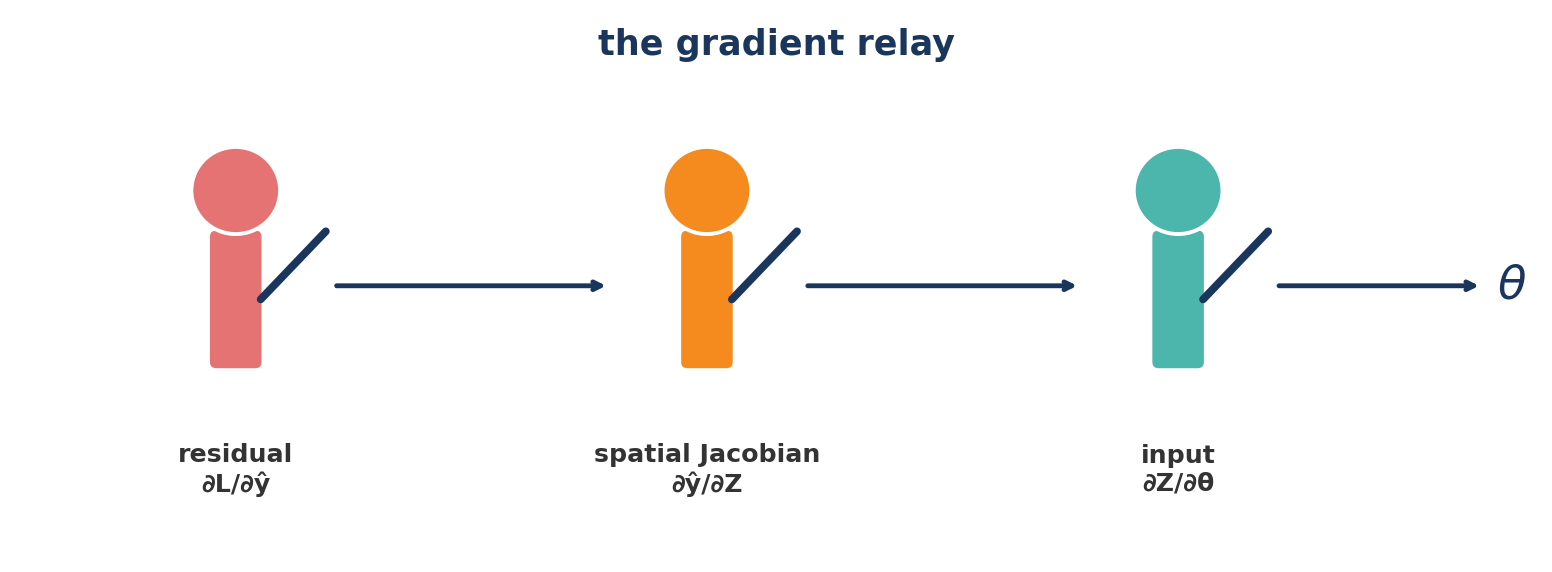 the gradient relay
θ
residual
∂L/∂ŷ
spatial Jacobian
∂ŷ/∂Z
input
∂Z/∂θ